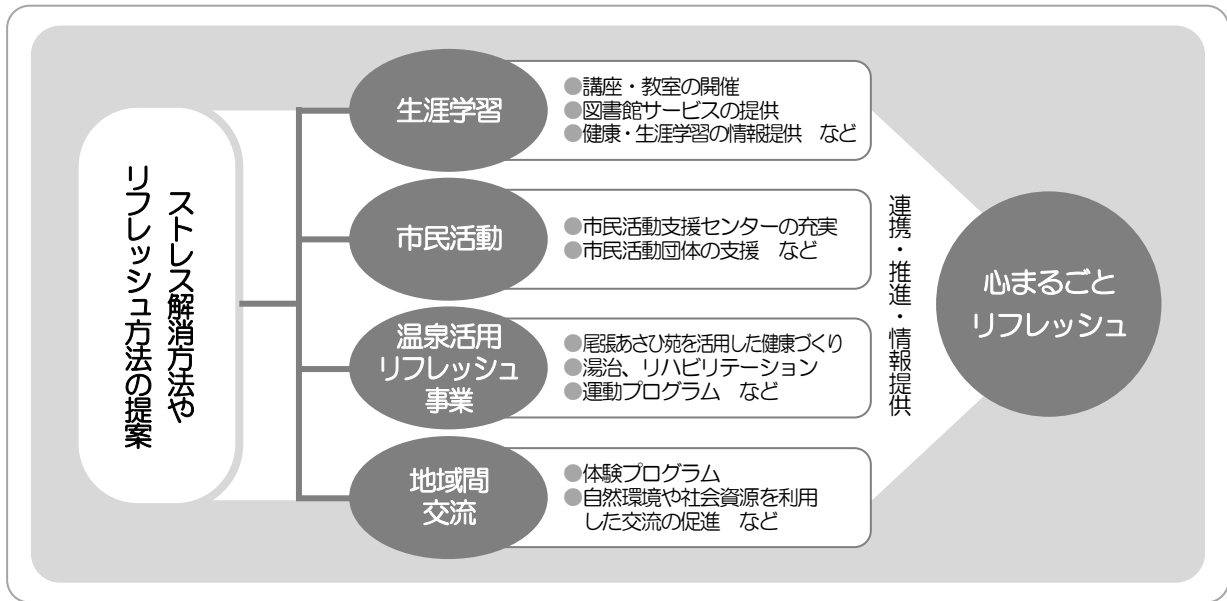 ストレス解消方法や
リフレッシュ方法の提案
生涯学習
●講座・教室の開催
●図書館サービスの提供
●健康・生涯学習の情報提供　など
市民活動
●市民活動支援センターの充実
●市民活動団体の支援　など
温泉活用
リフレッシュ
事業
●尾張あさひ苑を活用した健康づくり
●湯治、リハビリテーション
●運動プログラム　など
地域間
交流
●体験プログラム
●自然環境や社会資源を利用
した交流の促進　など
連携・推進・情報提供
心まるごと
リフレッシュ